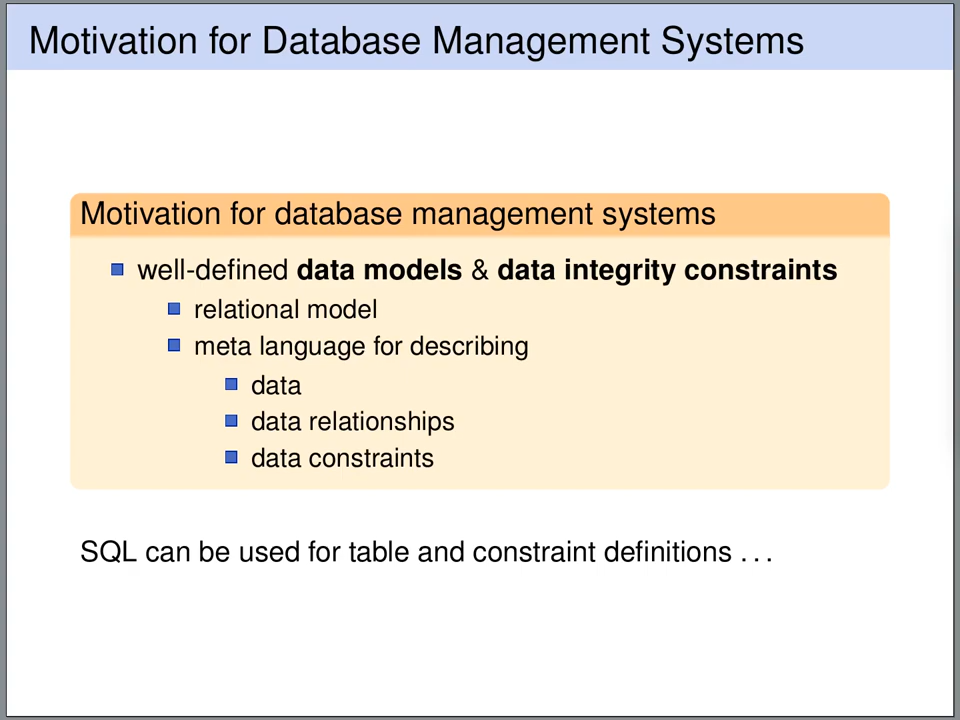 Motivation for Database Management Systems
Motivation for database management systems
well-defined data models & data integrity constraints
relational model
meta language for describing
data
data relationships
data constraints
SQL can be used for table and constraint definitions . . .